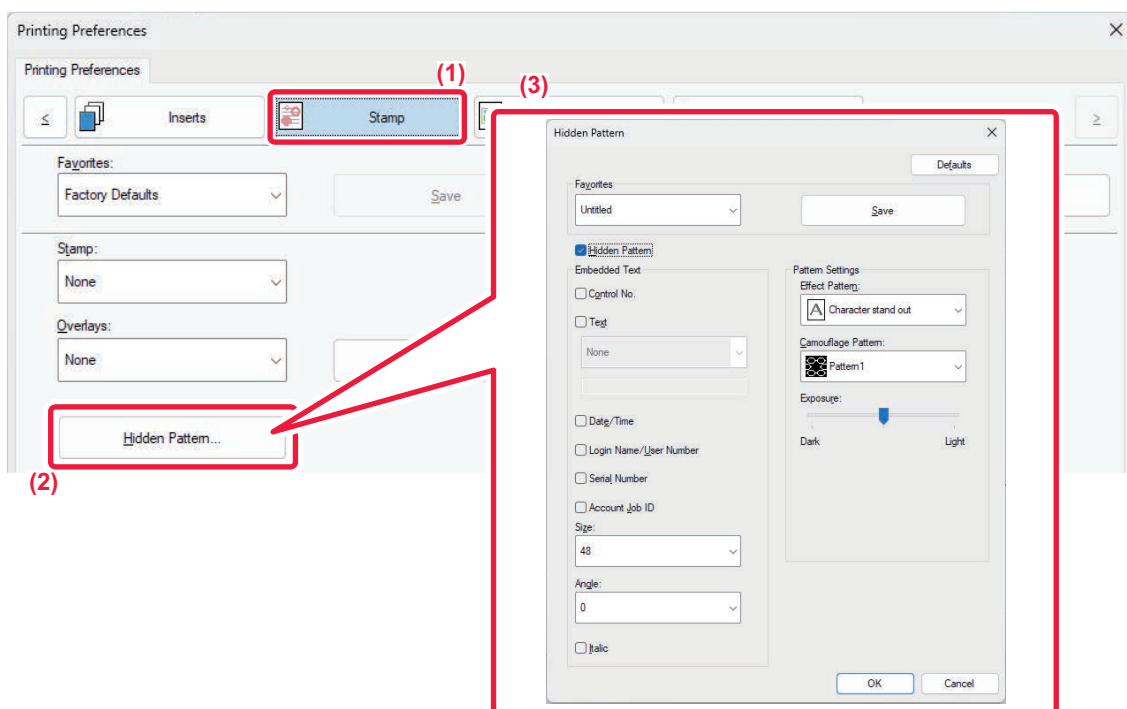 Printing Preferences
Printing Preferences
(1)
(3)
≤
Inserts
Stamp
≥
Favorites:
Factory Defaults
Save
Stamp:
None
Overlays:
None
Hidden Pattern...
(2)
Hidden Pattern
Defaults
Favorites
Untitled
Save
Hidden Pattern
Embedded Text
Control No.
Text
None
Date/Time
Login Name/User Number
Serial Number
Account Job ID
Size:
48
Angle:
0
Italic
Pattern Settings
Effect Pattern:
A Character stand out
Camouflage Pattern:
Pattern1
Exposure:
Dark Light
OK Cancel